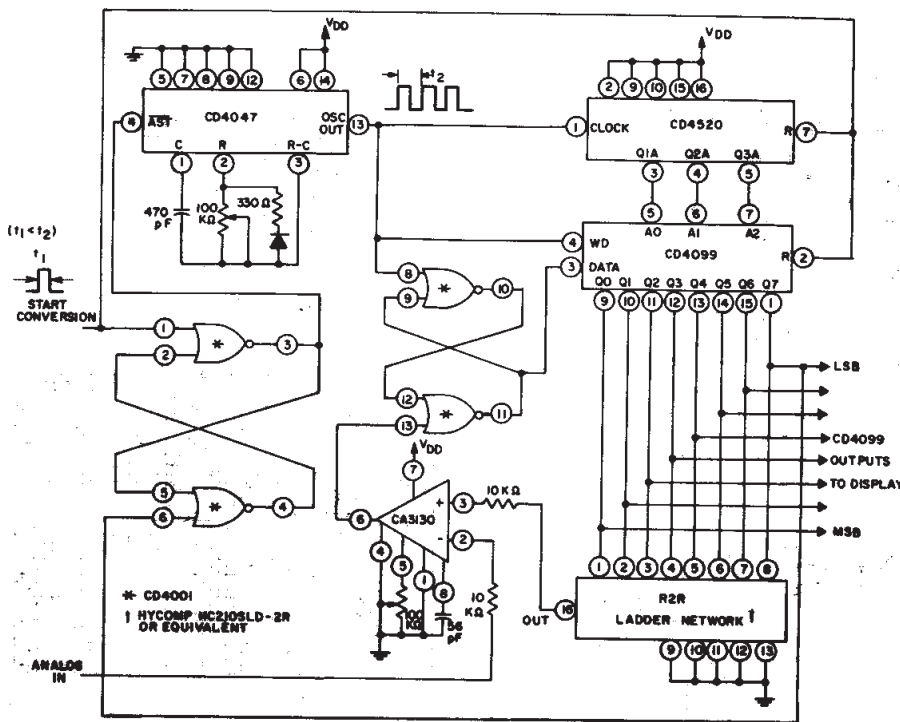 VDD
5 7 8 9 12
6 14
t2
VDD
2 9 10 15 16
4 AST CD4047 OSC OUT 13
C R R-C
1 2 3
470 pF
100 KΩ
330Ω
1 CLOCK CD4520 R 7
Q1A Q2A Q3A
3 4 5
5 6 7
A0 A1 A2
4 WD CD4099 R 2
3 DATA
Q0 Q1 Q2 Q3 Q4 Q5 Q6 Q7
9 10 11 12 13 14 15 1
(t1 < t2)
t1
START CONVERSION
8 * 10
9
1 * 3
2
12 * 11
13
5 * 4
6
LSB
CD4099
OUTPUTS
TO DISPLAY
MSB
VDD
7
6 CA3130 + 3 10KΩ
- 2
4 5 1 8
100 KΩ
56 pF
10 KΩ
1 2 3 4 5 6 7 8
OUT 16 R2R
LADDER NETWORK †
9 10 11 12 13
* CD4001
† HYCOMP HC210SLD-2R
OR EQUIVALENT
ANALOG IN